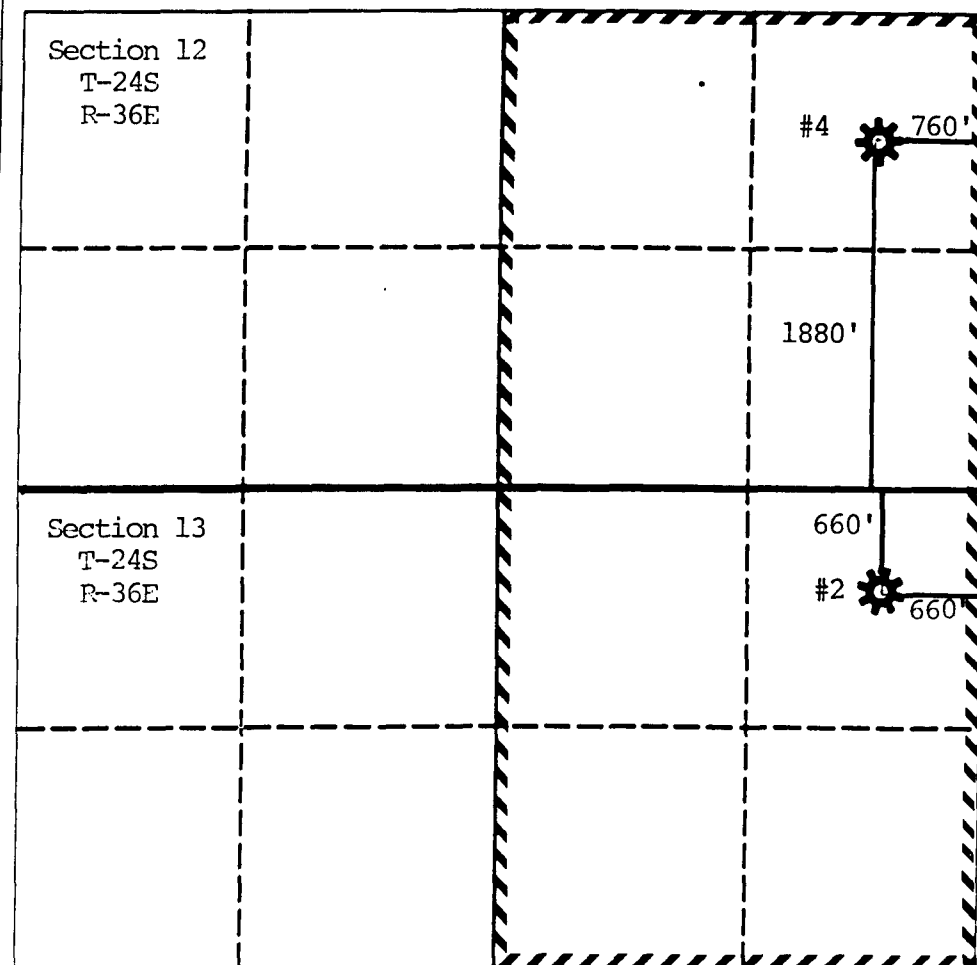 Section 12
T-24S
R-36E
#4
760'
1880'
Section 13
T-24S
R-36E
660'
#2
660'